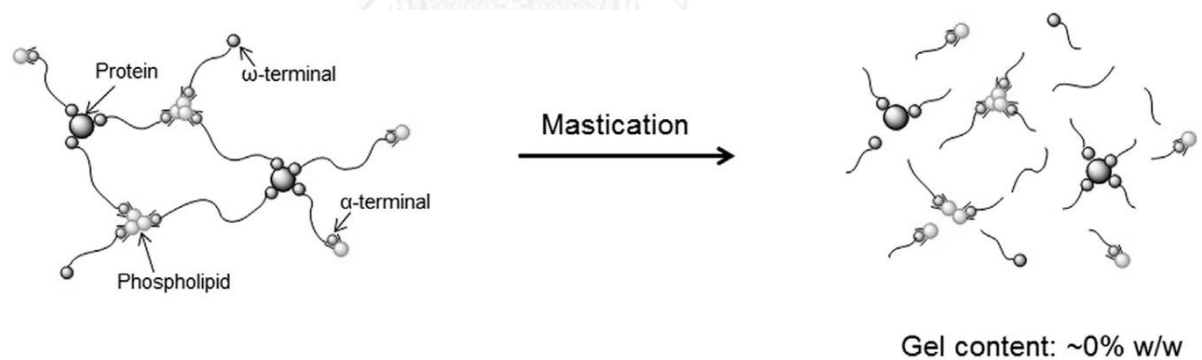 Protein
ω-terminal
α-terminal
Phospholipid
Mastication
Gel content: ~0% w/w